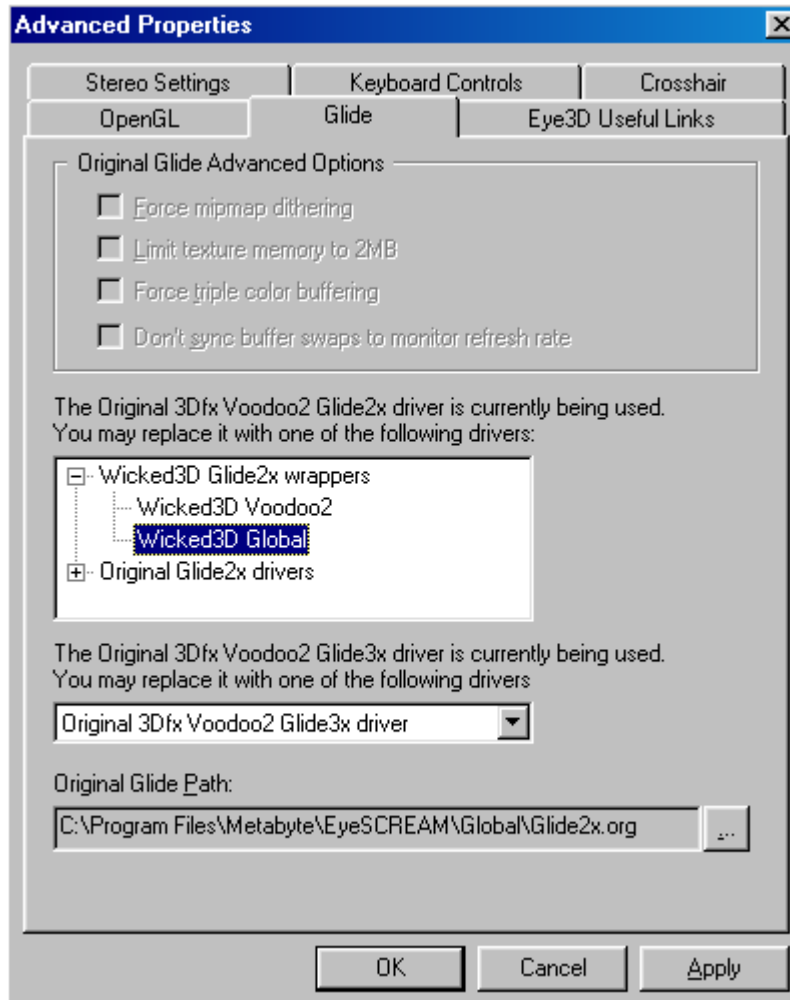 Advanced Properties
Stereo Settings
Keyboard Controls
Crosshair
OpenGL
Glide
Eye3D Useful Links
Original Glide Advanced Options
Force mipmap dithering
Limit texture memory to 2MB
Force triple color buffering
Don't sync buffer swaps to monitor refresh rate
The Original 3Dfx Voodoo2 Glide2x driver is currently being used.
You may replace it with one of the following drivers:
Wicked3D Glide2x wrappers
Wicked3D Voodoo2
Wicked3D Global
Original Glide2x drivers
The Original 3Dfx Voodoo2 Glide3x driver is currently being used.
You may replace it with one of the following drivers
Original 3Dfx Voodoo2 Glide3x driver
Original Glide Path:
C:\Program Files\Metabyte\EyeSCREAM\Global\Glide2x.org
...
OK
Cancel
Apply